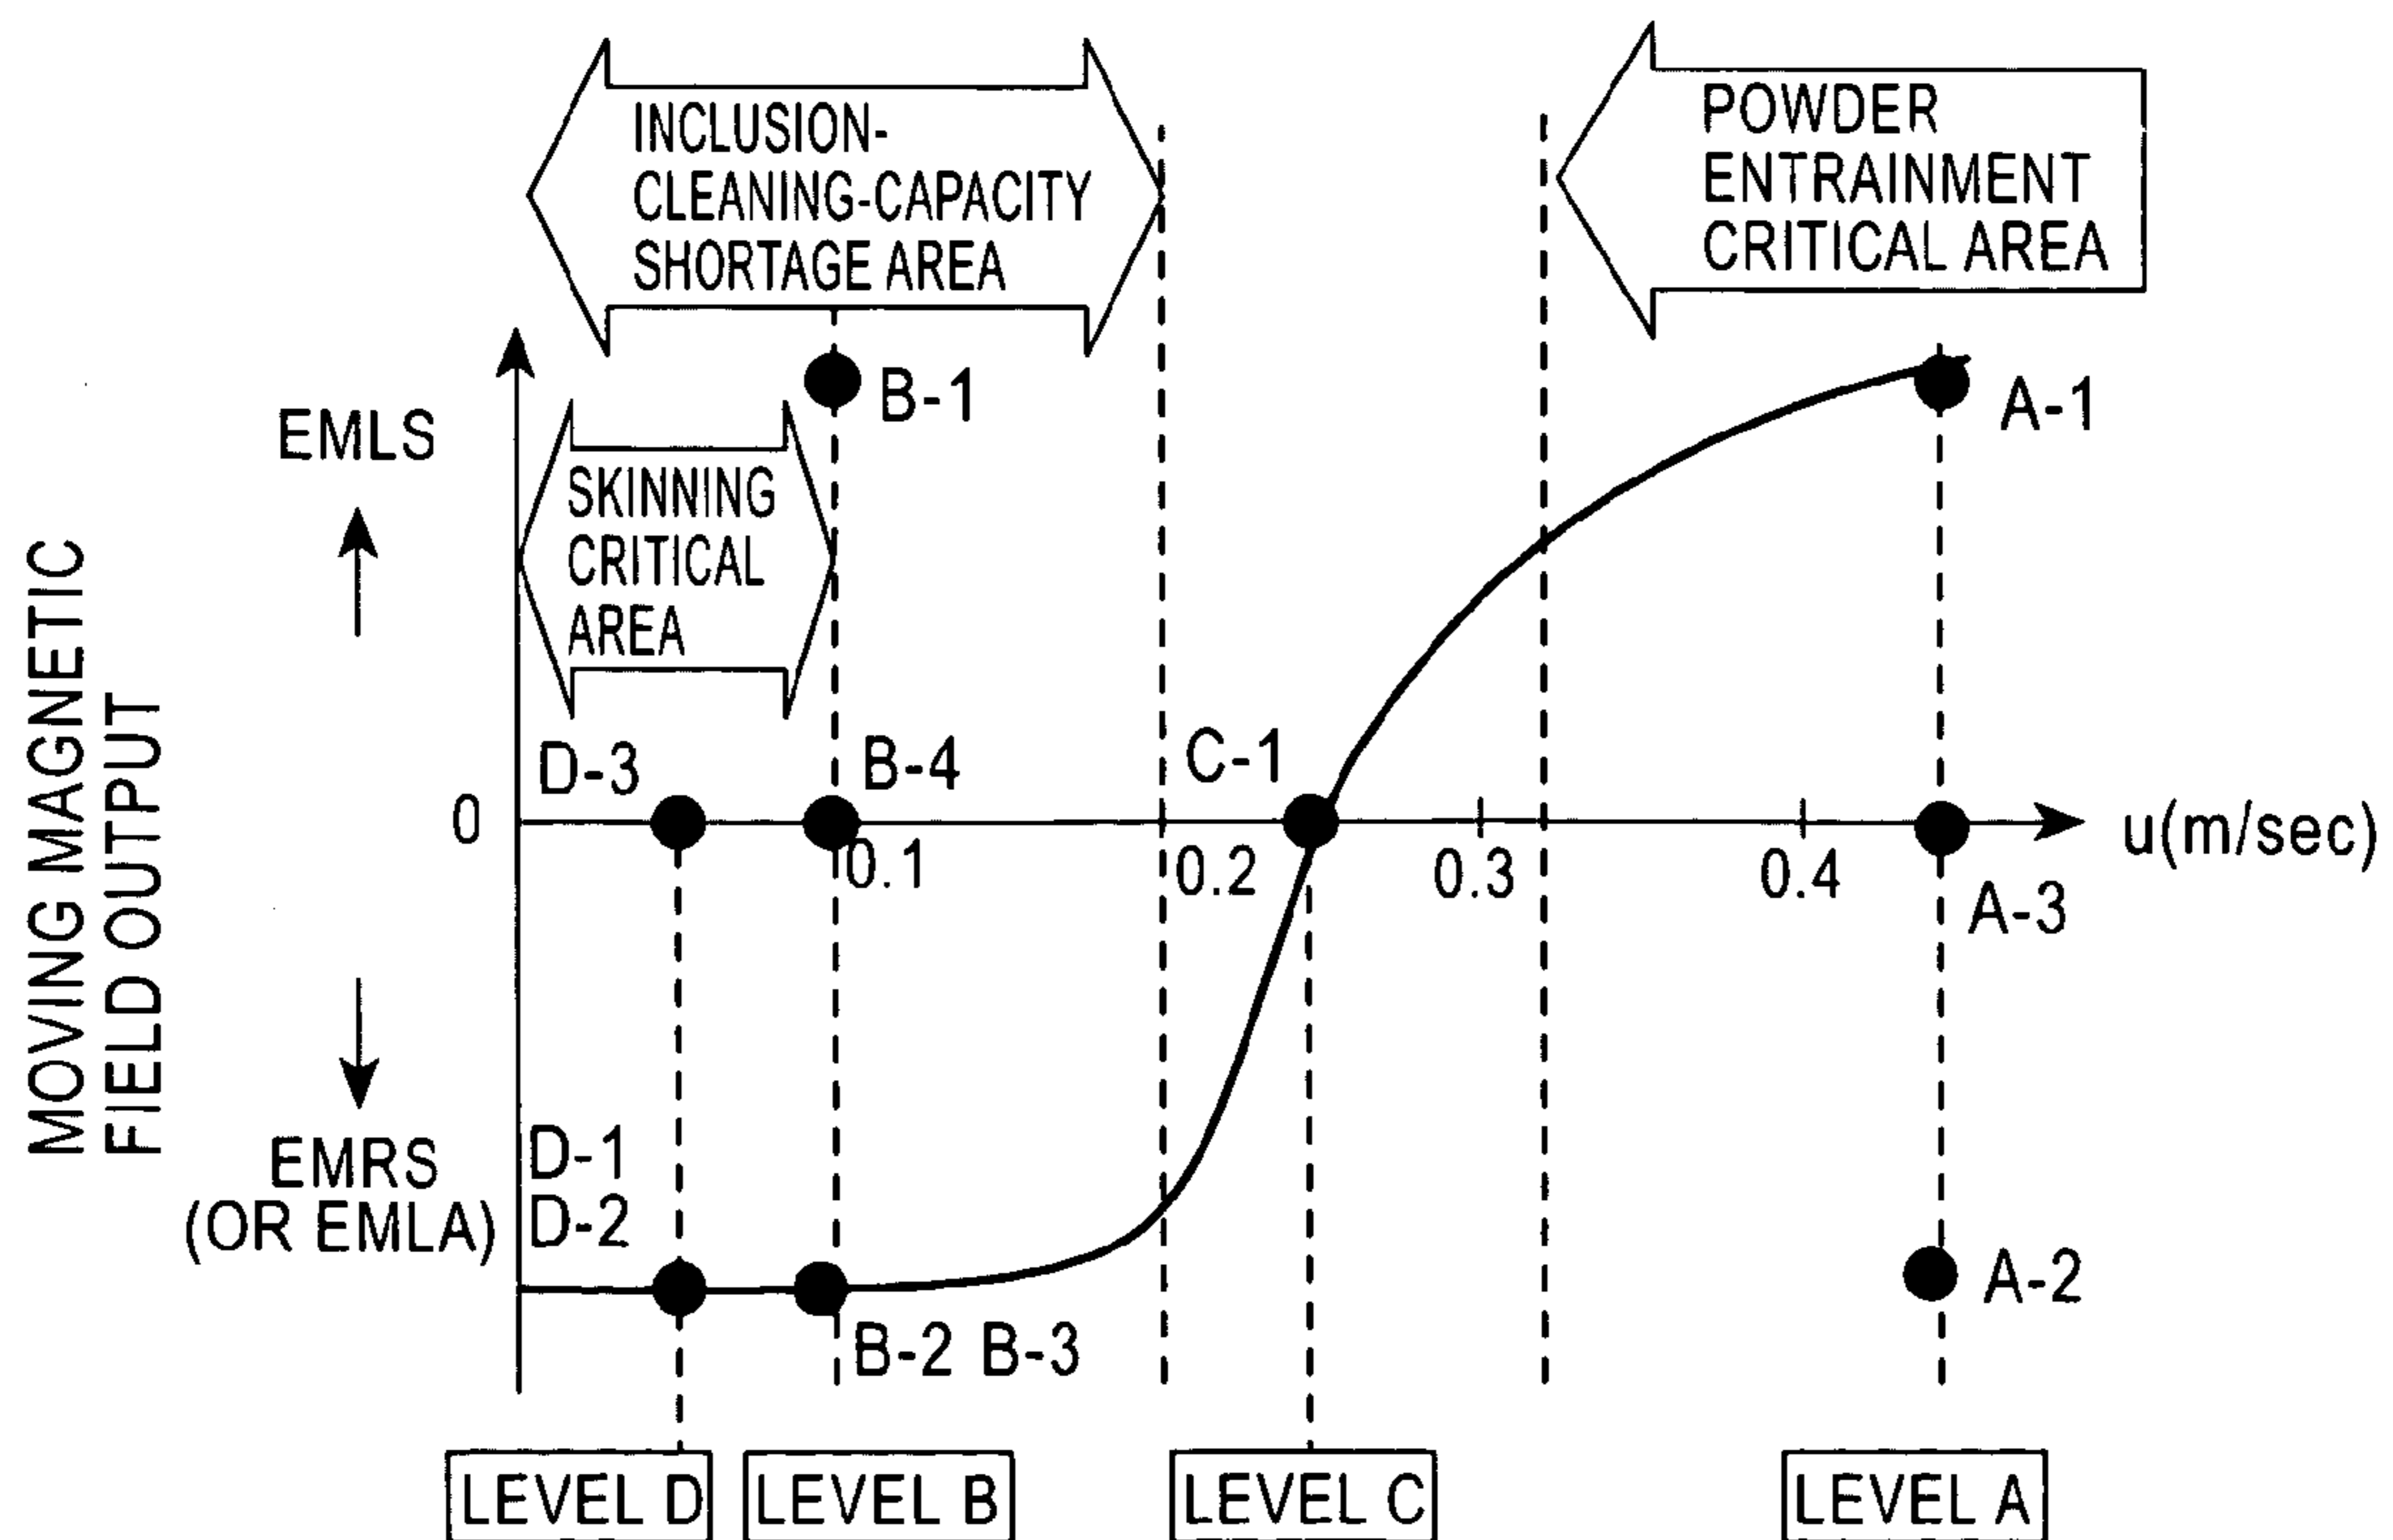 INCLUSION-
CLEANING-CAPACITY
SHORTAGE AREA
POWDER
ENTRAINMENT
CRITICAL AREA
B-1
A-1
EMLS
SKINNING
CRITICAL
AREA
MOVING MAGNETIC
FIELD OUTPUT
D-3
B-4
C-1
0
0.1
0.2
0.3
0.4
u(m/sec)
A-3
EMRS
(OR EMLA)
D-1
D-2
A-2
B-2 B-3
LEVEL D
LEVEL B
LEVEL C
LEVEL A